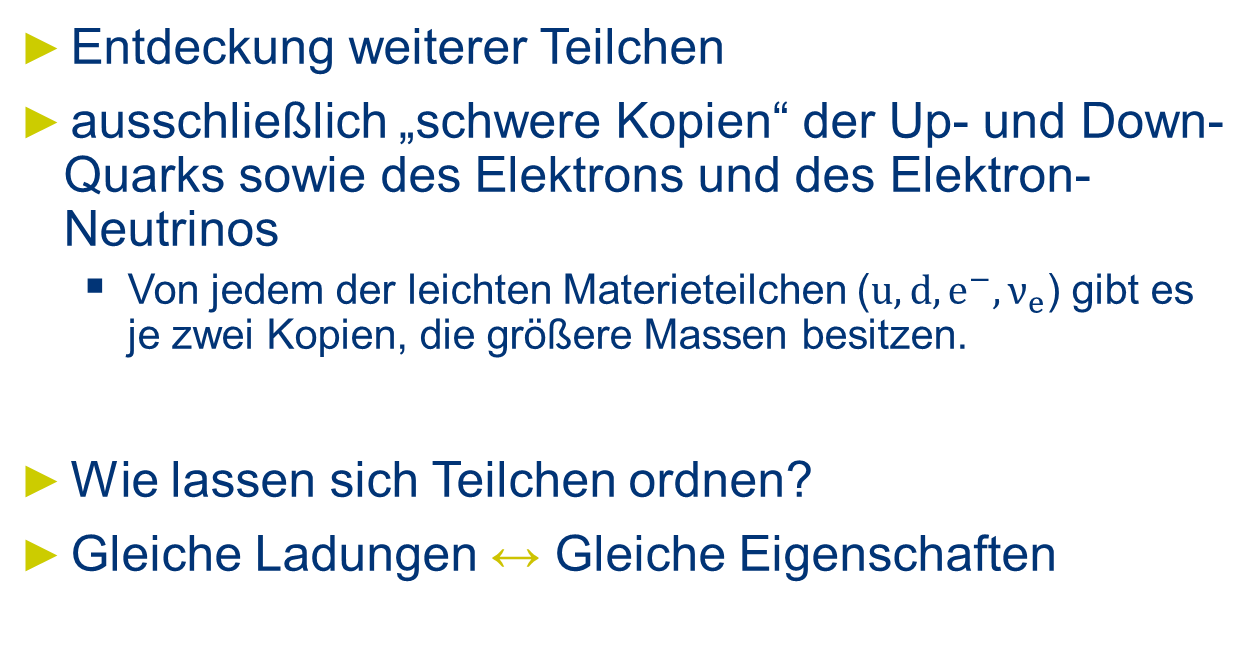 ► Entdeckung weiterer Teilchen
► ausschließlich „schwere Kopien“ der Up- und Down-
Quarks sowie des Elektrons und des Elektron-
Neutrinos
▪ Von jedem der leichten Materieteilchen (u, d, e⁻, νₑ) gibt es
je zwei Kopien, die größere Massen besitzen.
► Wie lassen sich Teilchen ordnen?
► Gleiche Ladungen ↔ Gleiche Eigenschaften